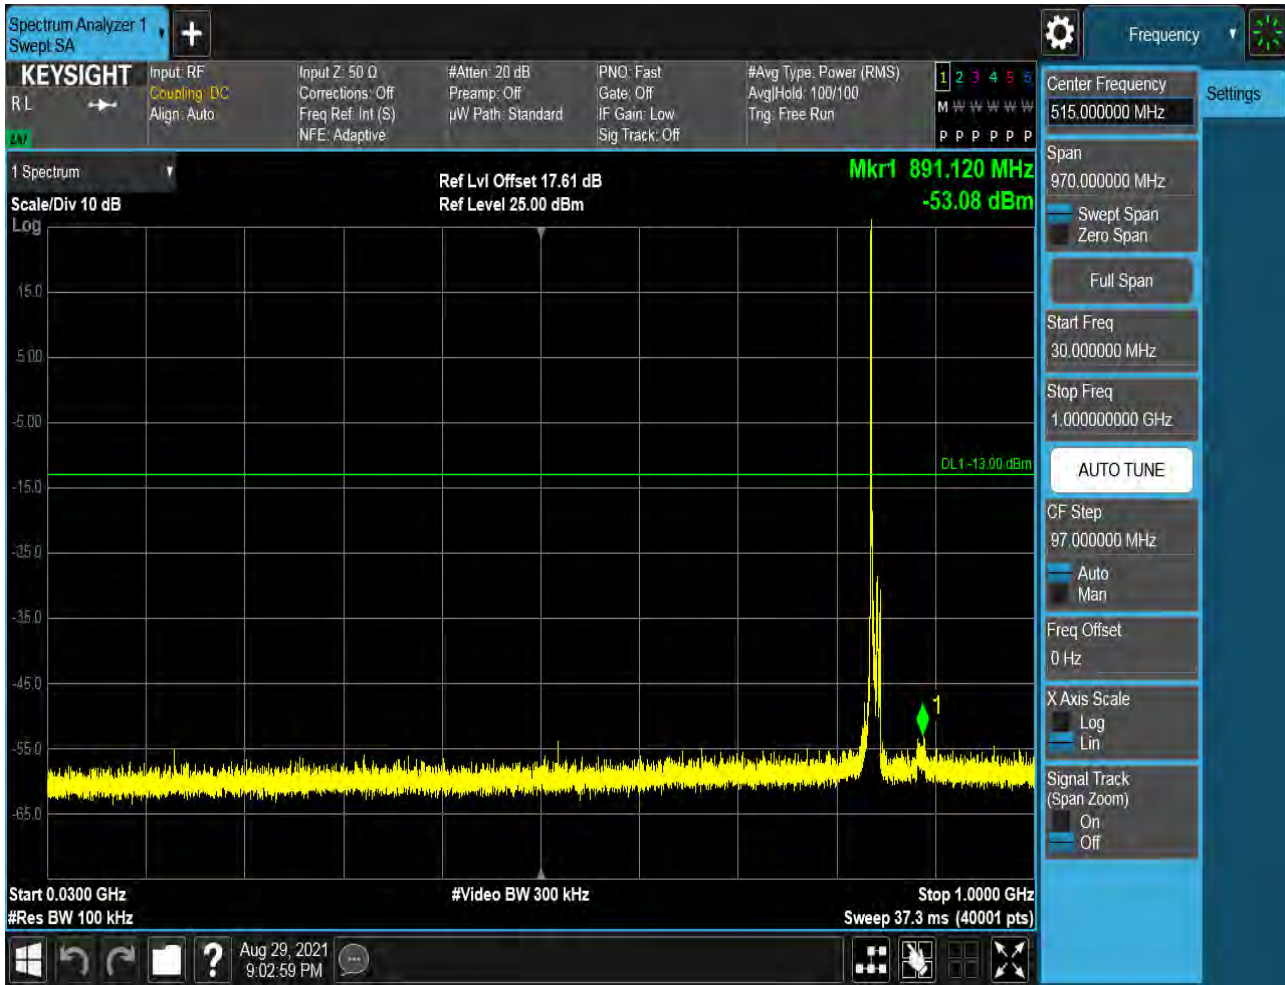 Spectrum Analyzer 1
Swept SA
Frequency
KEYSIGHT
R L
Input: RF
Coupling: DC
Align: Auto
Input Z: 50 Ω
Corrections: Off
Freq Ref: Int (S)
NFE: Adaptive
#Atten: 20 dB
Preamp: Off
µW Path: Standard
PNO: Fast
Gate: Off
IF Gain: Low
Sig Track: Off
#Avg Type: Power (RMS)
Avg|Hold: 100/100
Trig: Free Run
1 2 3 4 5 6
M W W W W W
P P P P P P
1 Spectrum
Scale/Div 10 dB
Log
Ref Lvl Offset 17.61 dB
Ref Level 25.00 dBm
Mkr1 891.120 MHz
-53.08 dBm
15.0
5.00
-5.00
DL1 -13.00 dBm
-15.0
-25.0
-35.0
-45.0
1
-55.0
-65.0
Start 0.0300 GHz
#Res BW 100 kHz
#Video BW 300 kHz
Stop 1.0000 GHz
Sweep 37.3 ms (40001 pts)
Aug 29, 2021
9:02:59 PM
Center Frequency
515.000000 MHz
Settings
Span
970.000000 MHz
Swept Span
Zero Span
Full Span
Start Freq
30.000000 MHz
Stop Freq
1.000000000 GHz
AUTO TUNE
CF Step
97.000000 MHz
Auto
Man
Freq Offset
0 Hz
X Axis Scale
Log
Lin
Signal Track
(Span Zoom)
On
Off